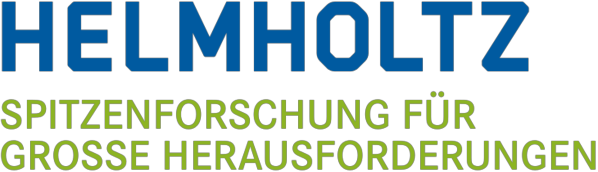 HELMHOLTZ
SPITZENFORSCHUNG FÜR
GROSSE HERAUSFORDERUNGEN